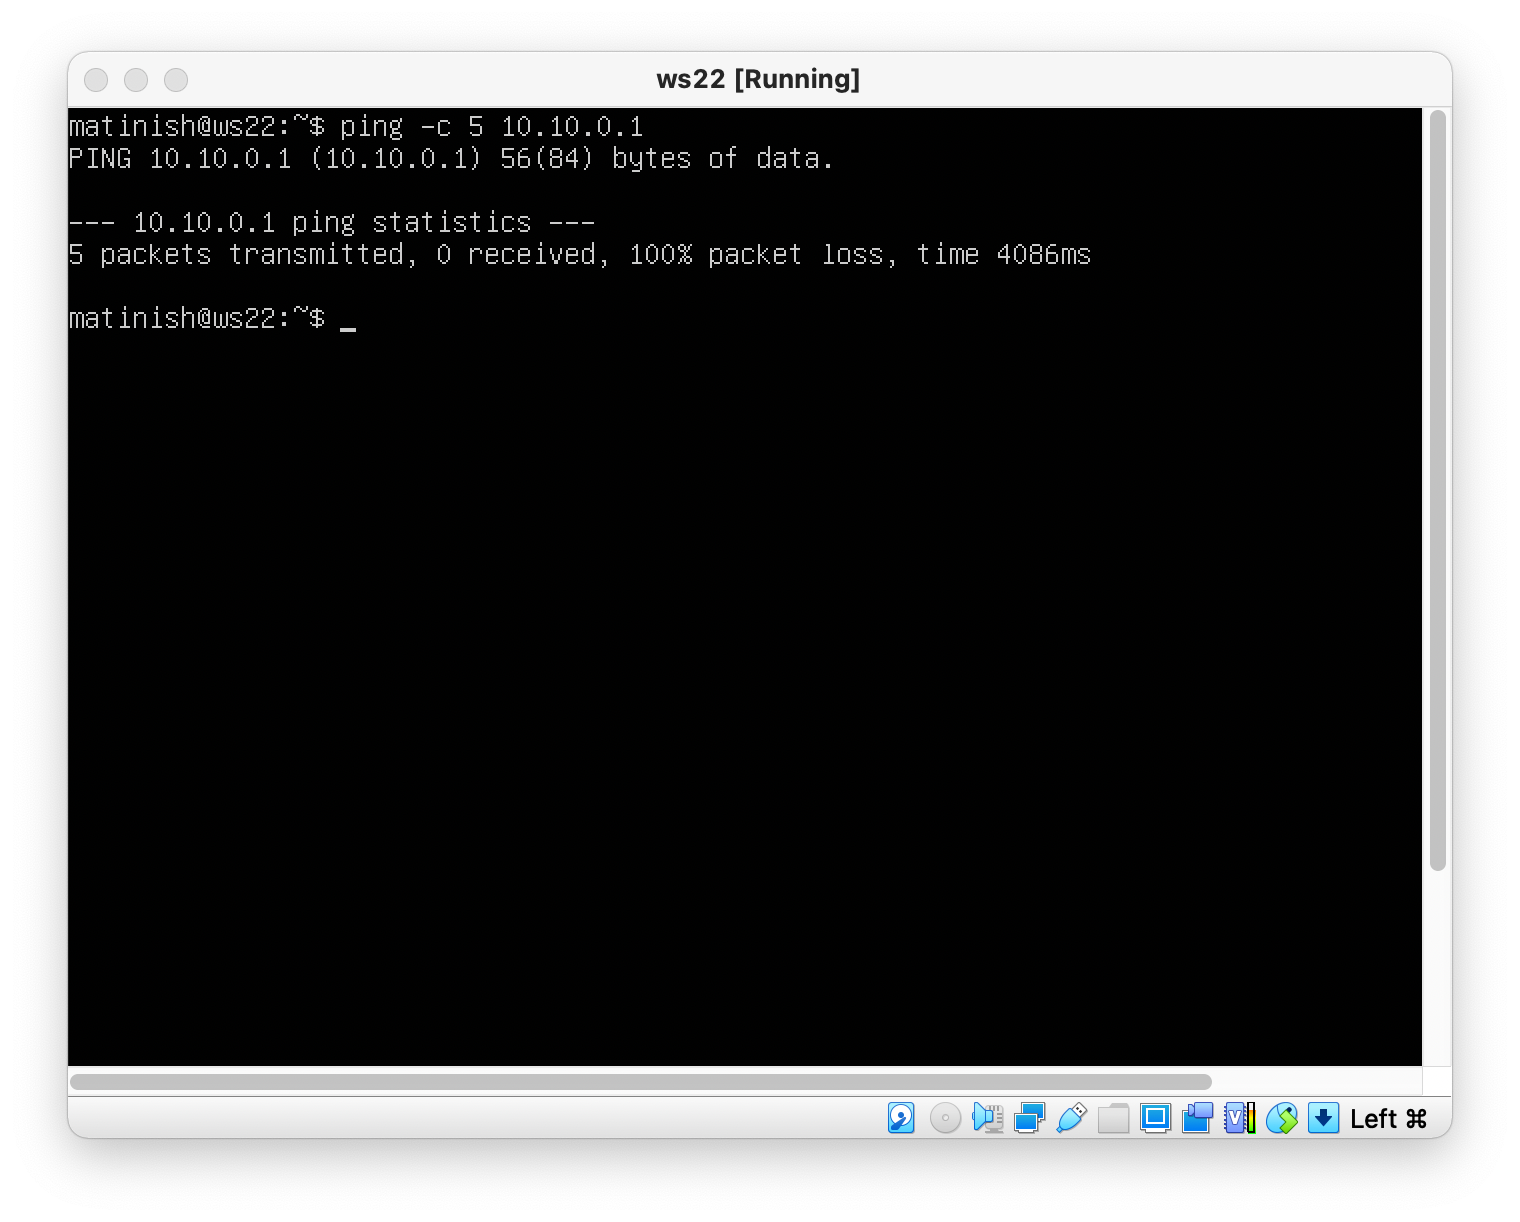 ws22 [Running]
matinish@ws22:~$ ping -c 5 10.10.0.1
PING 10.10.0.1 (10.10.0.1) 56(84) bytes of data.
--- 10.10.0.1 ping statistics ---
5 packets transmitted, 0 received, 100% packet loss, time 4086ms
matinish@ws22:~$ _
Left ⌘